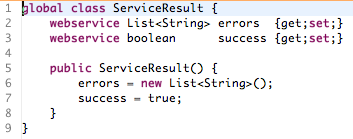 1 global class ServiceResult {
2     webservice List<String> errors  {get;set;}
3     webservice boolean      success {get;set;}
4
5     public ServiceResult() {
6         errors = new List<String>();
7         success = true;
8     }
9 }